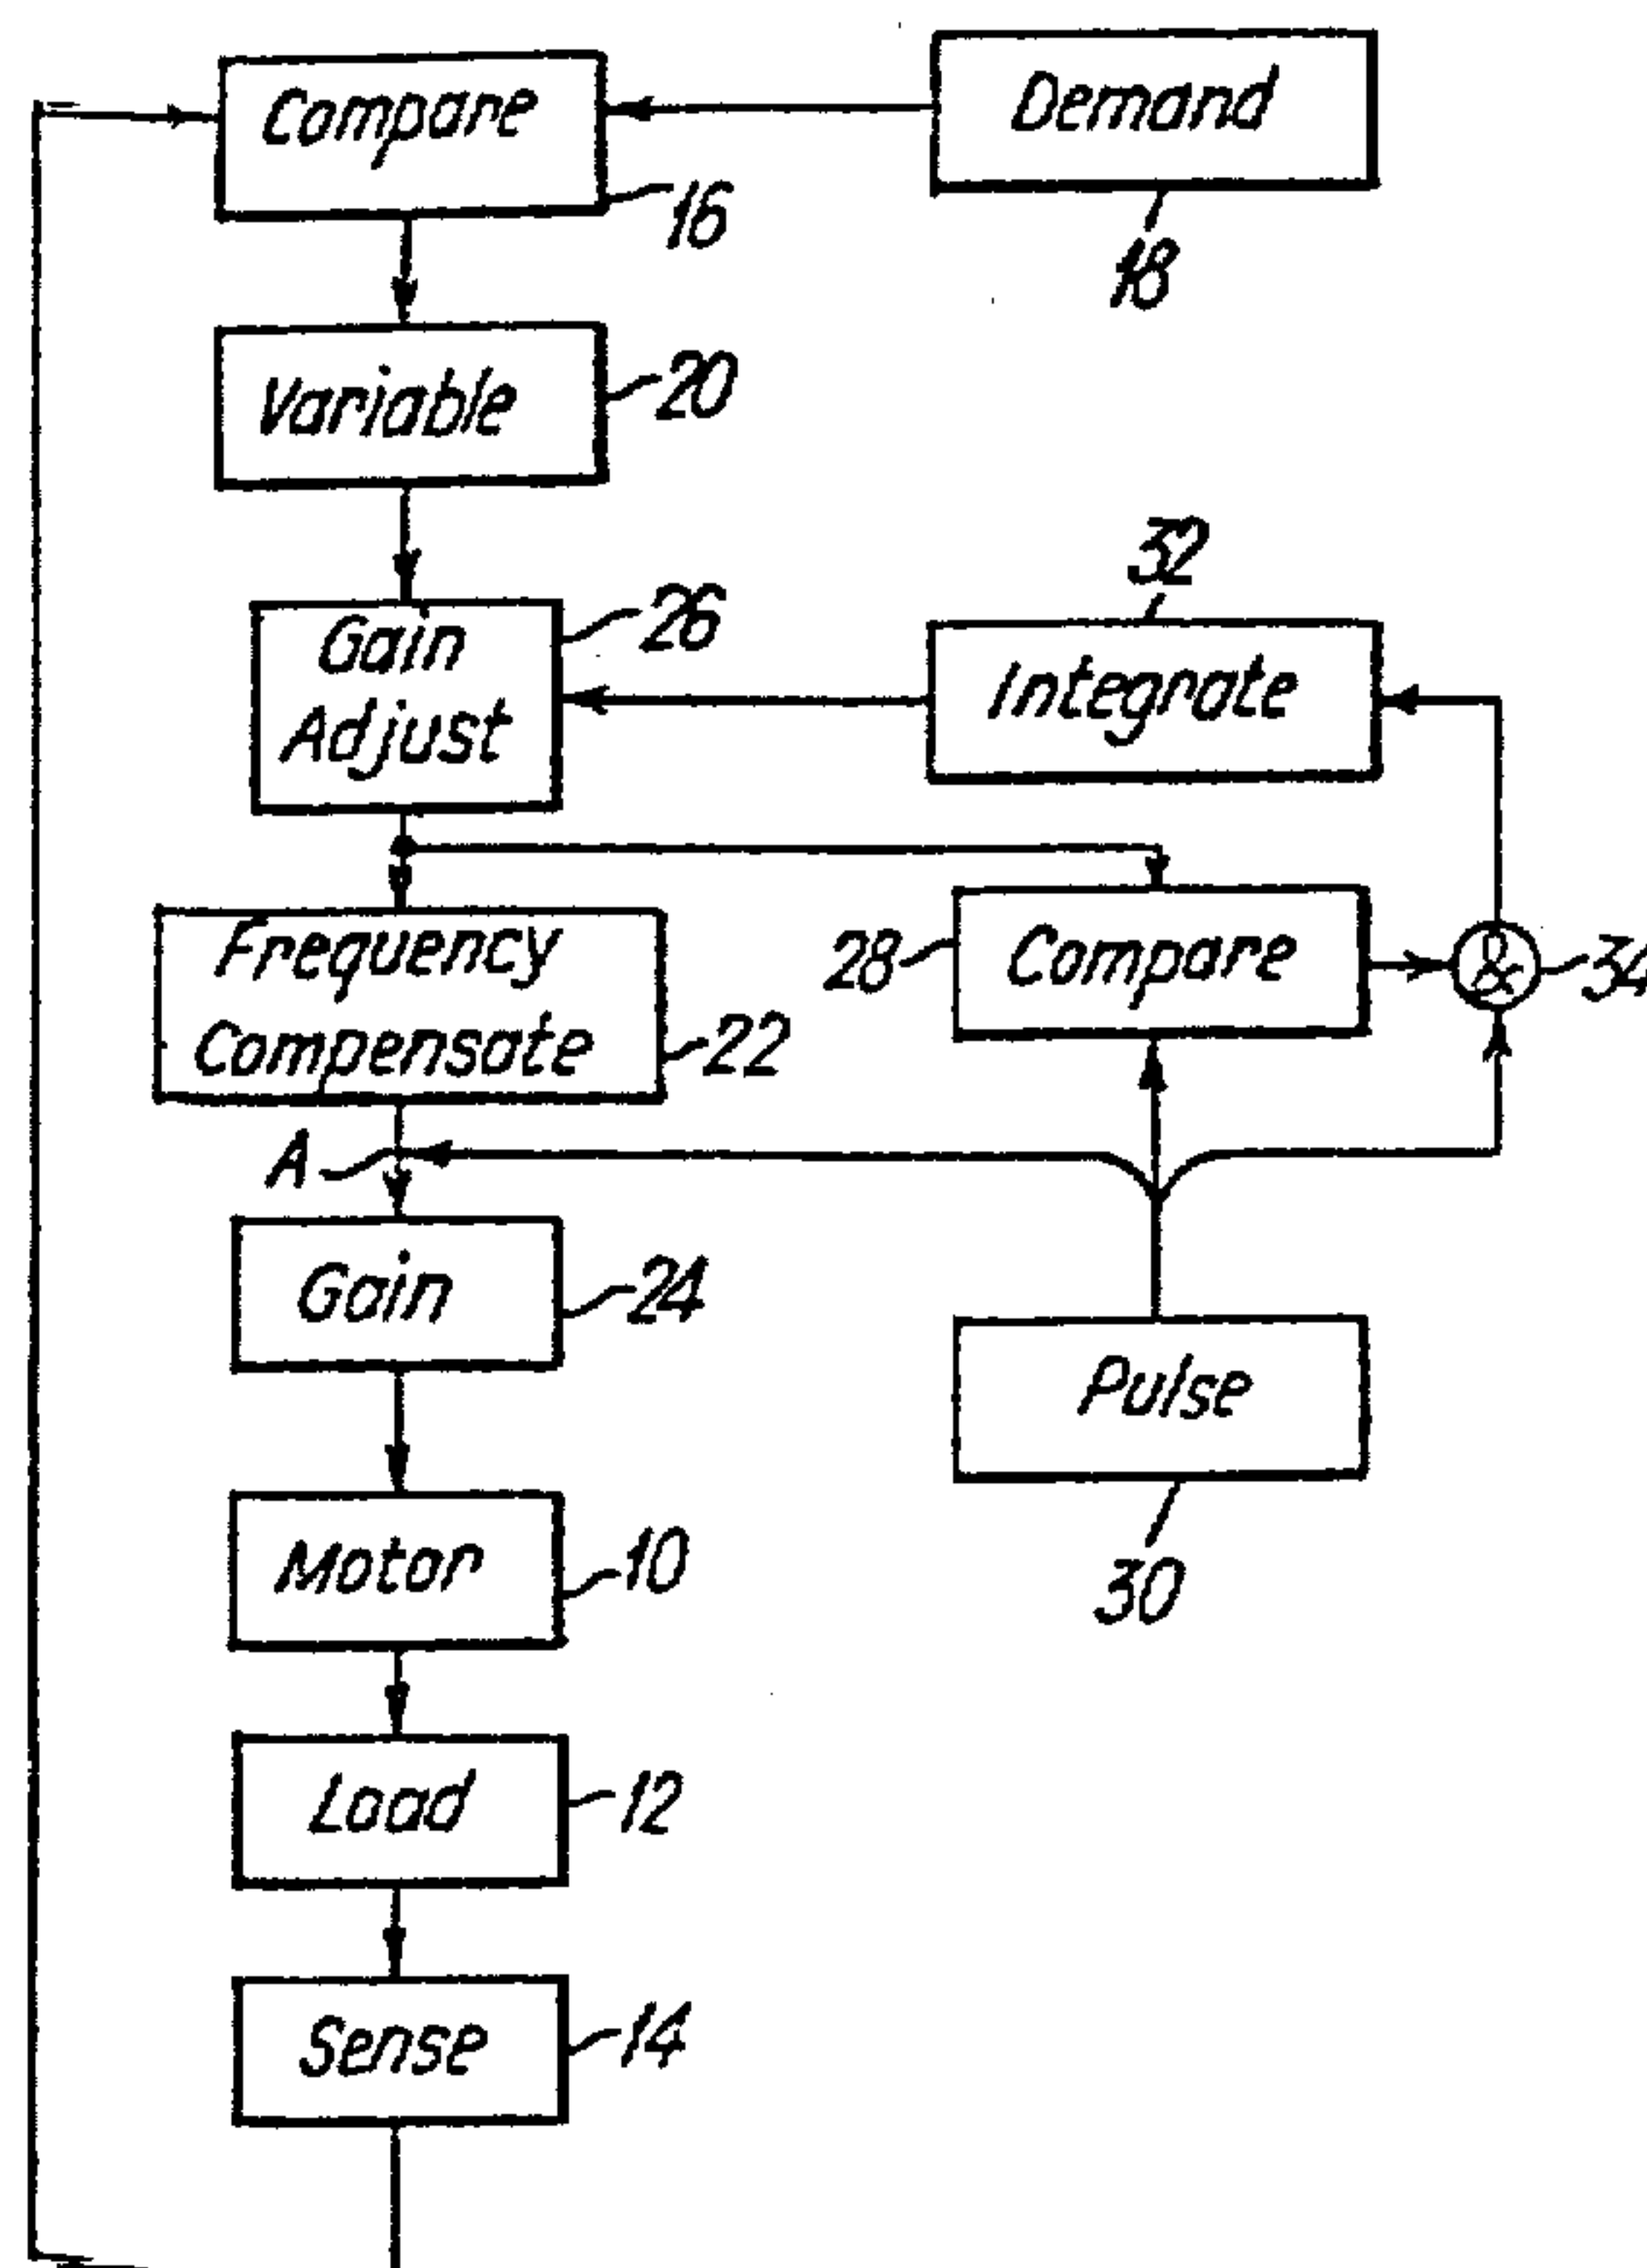 Compare
16
Demand
18
Variable
20
Gain
Adjust
26
Integrate
32
Frequency
Compensate
22
Compare
28
&
34
A
Gain
24
Pulse
30
Motor
10
Load
12
Sense
14